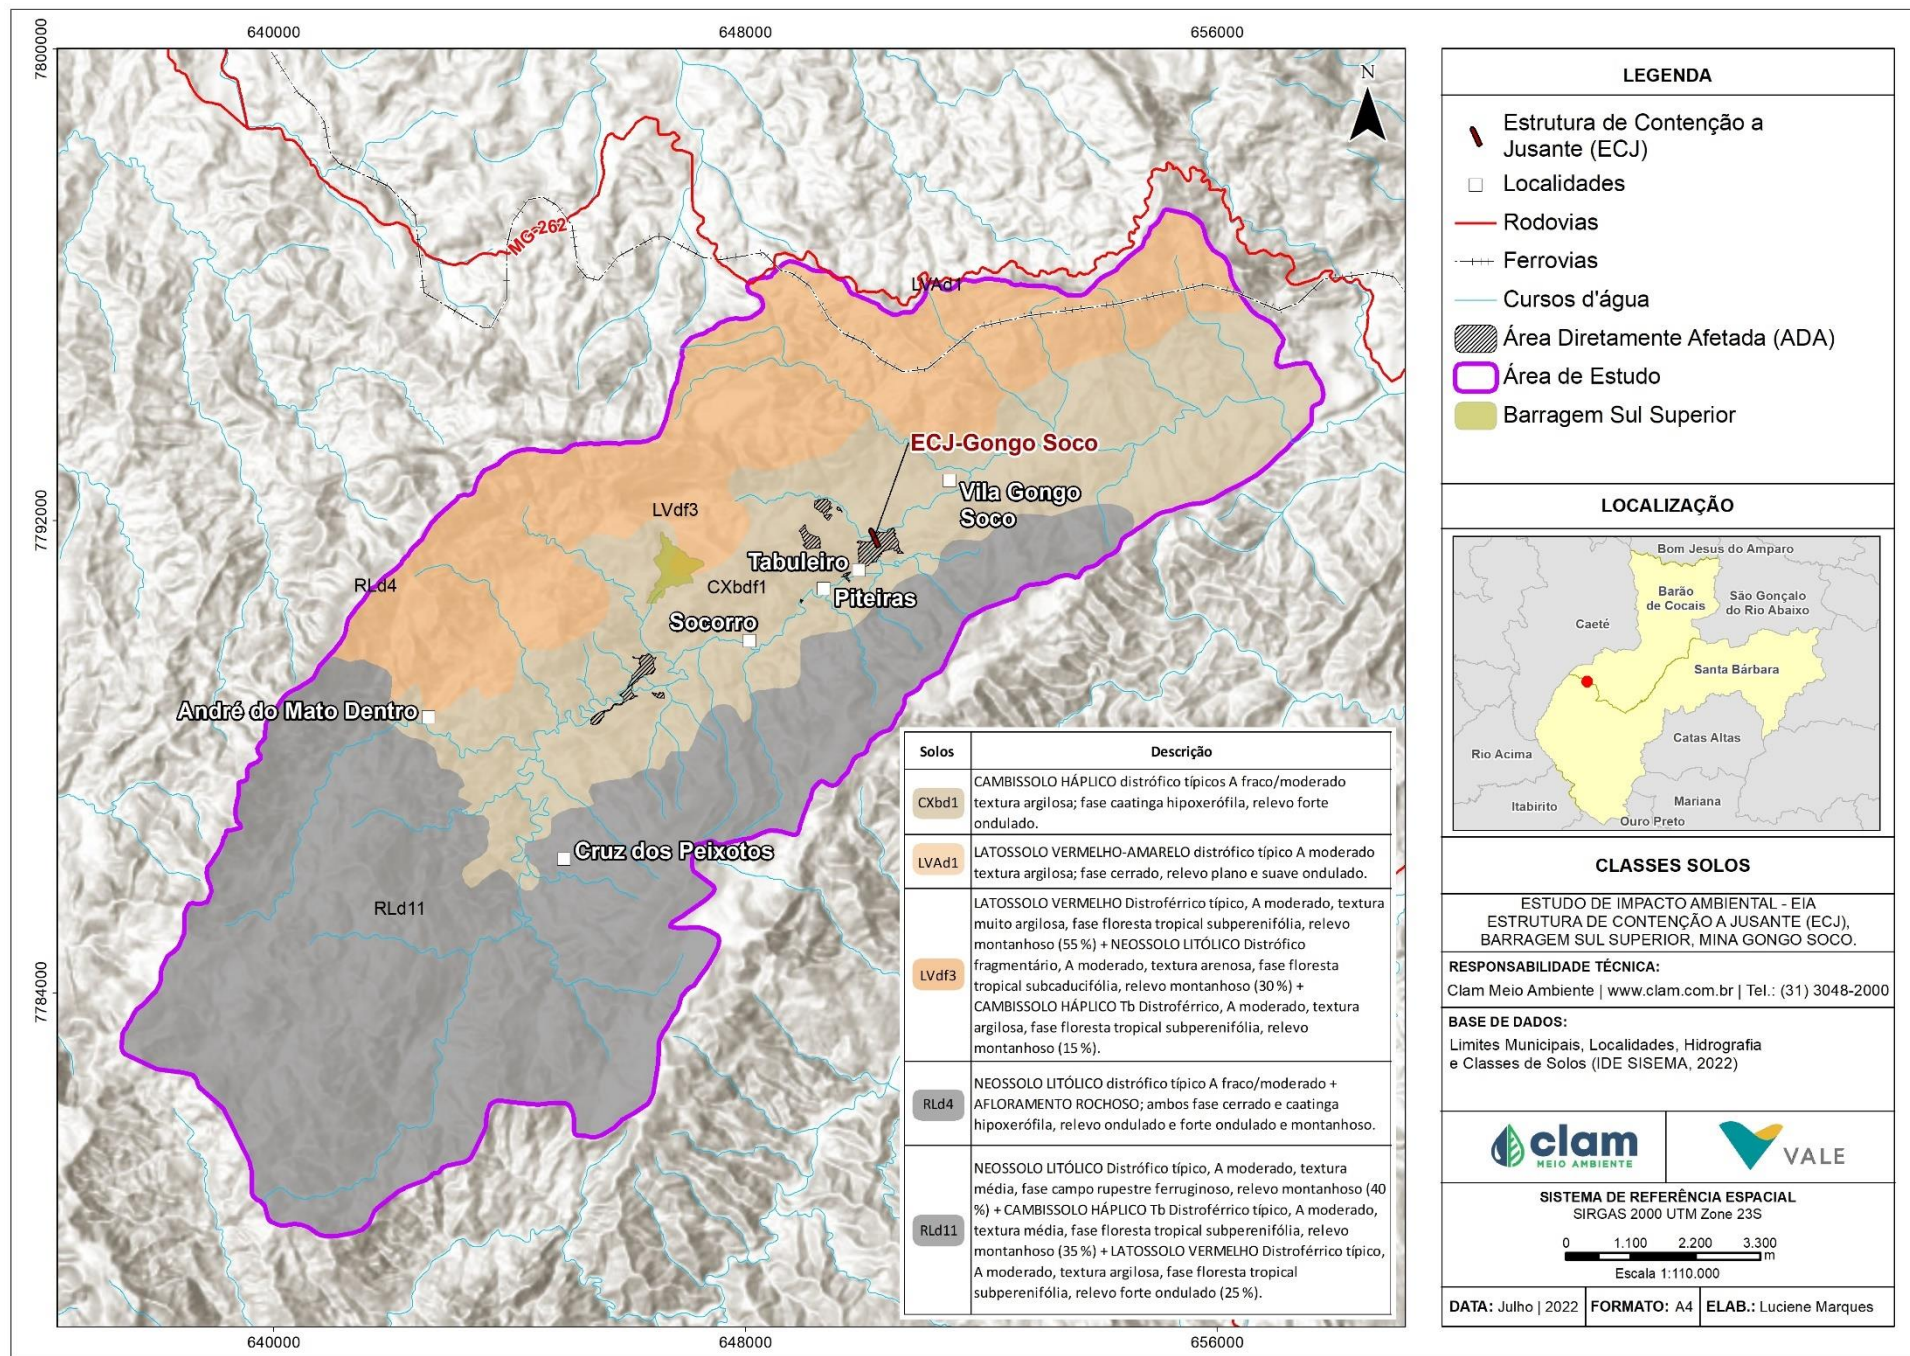 640000
648000
656000
7800000
7792000
7784000
N
MG-262
LVAd1
ECJ-Gongo Soco
Vila Gongo
Soco
LVdf3
Tabuleiro
RLd4
CXbdf1
Piteiras
Socorro
André do Mato Dentro
Cruz dos Peixotos
RLd11
640000
648000
656000
Solos
Descrição
CXbd1
CAMBISSOLO HÁPLICO distrófico típicos A fraco/moderado
textura argilosa; fase caatinga hipoxerófila, relevo forte
ondulado.
LVAd1
LATOSSOLO VERMELHO-AMARELO distrófico típico A moderado
textura argilosa; fase cerrado, relevo plano e suave ondulado.
LVdf3
LATOSSOLO VERMELHO Distroférrico típico, A moderado, textura
muito argilosa, fase floresta tropical subperenifólia, relevo
montanhoso (55 %) + NEOSSOLO LITÓLICO Distrófico
fragmentário, A moderado, textura arenosa, fase floresta
tropical subcaducifólia, relevo montanhoso (30 %) +
CAMBISSOLO HÁPLICO Tb Distroférrico, A moderado, textura
argilosa, fase floresta tropical subperenifólia, relevo
montanhoso (15 %).
RLd4
NEOSSOLO LITÓLICO distrófico típico A fraco/moderado +
AFLORAMENTO ROCHOSO; ambos fase cerrado e caatinga
hipoxerófila, relevo ondulado e forte ondulado e montanhoso.
RLd11
NEOSSOLO LITÓLICO Distrófico típico, A moderado, textura
média, fase campo rupestre ferruginoso, relevo montanhoso (40
%) + CAMBISSOLO HÁPLICO Tb Distroférrico típico, A moderado,
textura média, fase floresta tropical subperenifólia, relevo
montanhoso (35 %) + LATOSSOLO VERMELHO Distroférrico típico,
A moderado, textura argilosa, fase floresta tropical
subperenifólia, relevo forte ondulado (25 %).
LEGENDA
Estrutura de Contenção a
Jusante (ECJ)
Localidades
Rodovias
Ferrovias
Cursos d'água
Área Diretamente Afetada (ADA)
Área de Estudo
Barragem Sul Superior
LOCALIZAÇÃO
Bom Jesus do Amparo
Barão
de Cocais
São Gonçalo
do Rio Abaixo
Caeté
Santa Bárbara
Catas Altas
Rio Acima
Mariana
Itabirito
Ouro Preto
CLASSES SOLOS
ESTUDO DE IMPACTO AMBIENTAL - EIA
ESTRUTURA DE CONTENÇÃO A JUSANTE (ECJ),
BARRAGEM SUL SUPERIOR, MINA GONGO SOCO.
RESPONSABILIDADE TÉCNICA:
Clam Meio Ambiente | www.clam.com.br | Tel.: (31) 3048-2000
BASE DE DADOS:
Limites Municipais, Localidades, Hidrografia
e Classes de Solos (IDE SISEMA, 2022)
clam
MEIO AMBIENTE
VALE
SISTEMA DE REFERÊNCIA ESPACIAL
SIRGAS 2000 UTM Zone 23S
0 1.100 2.200 3.300
m
Escala 1:110.000
DATA: Julho | 2022
FORMATO: A4
ELAB.: Luciene Marques